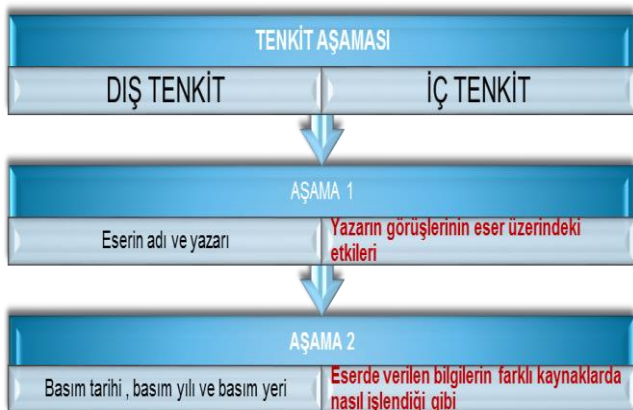 TENKİT AŞAMASI
DIŞ TENKİT
İÇ TENKİT
AŞAMA 1
Eserin adı ve yazarı
Yazarın görüşlerinin eser üzerindeki
etkileri
AŞAMA 2
Basım tarihi , basım yılı ve basım yeri
Eserde verilen bilgilerin farklı kaynaklarda
nasıl işlendiği gibi